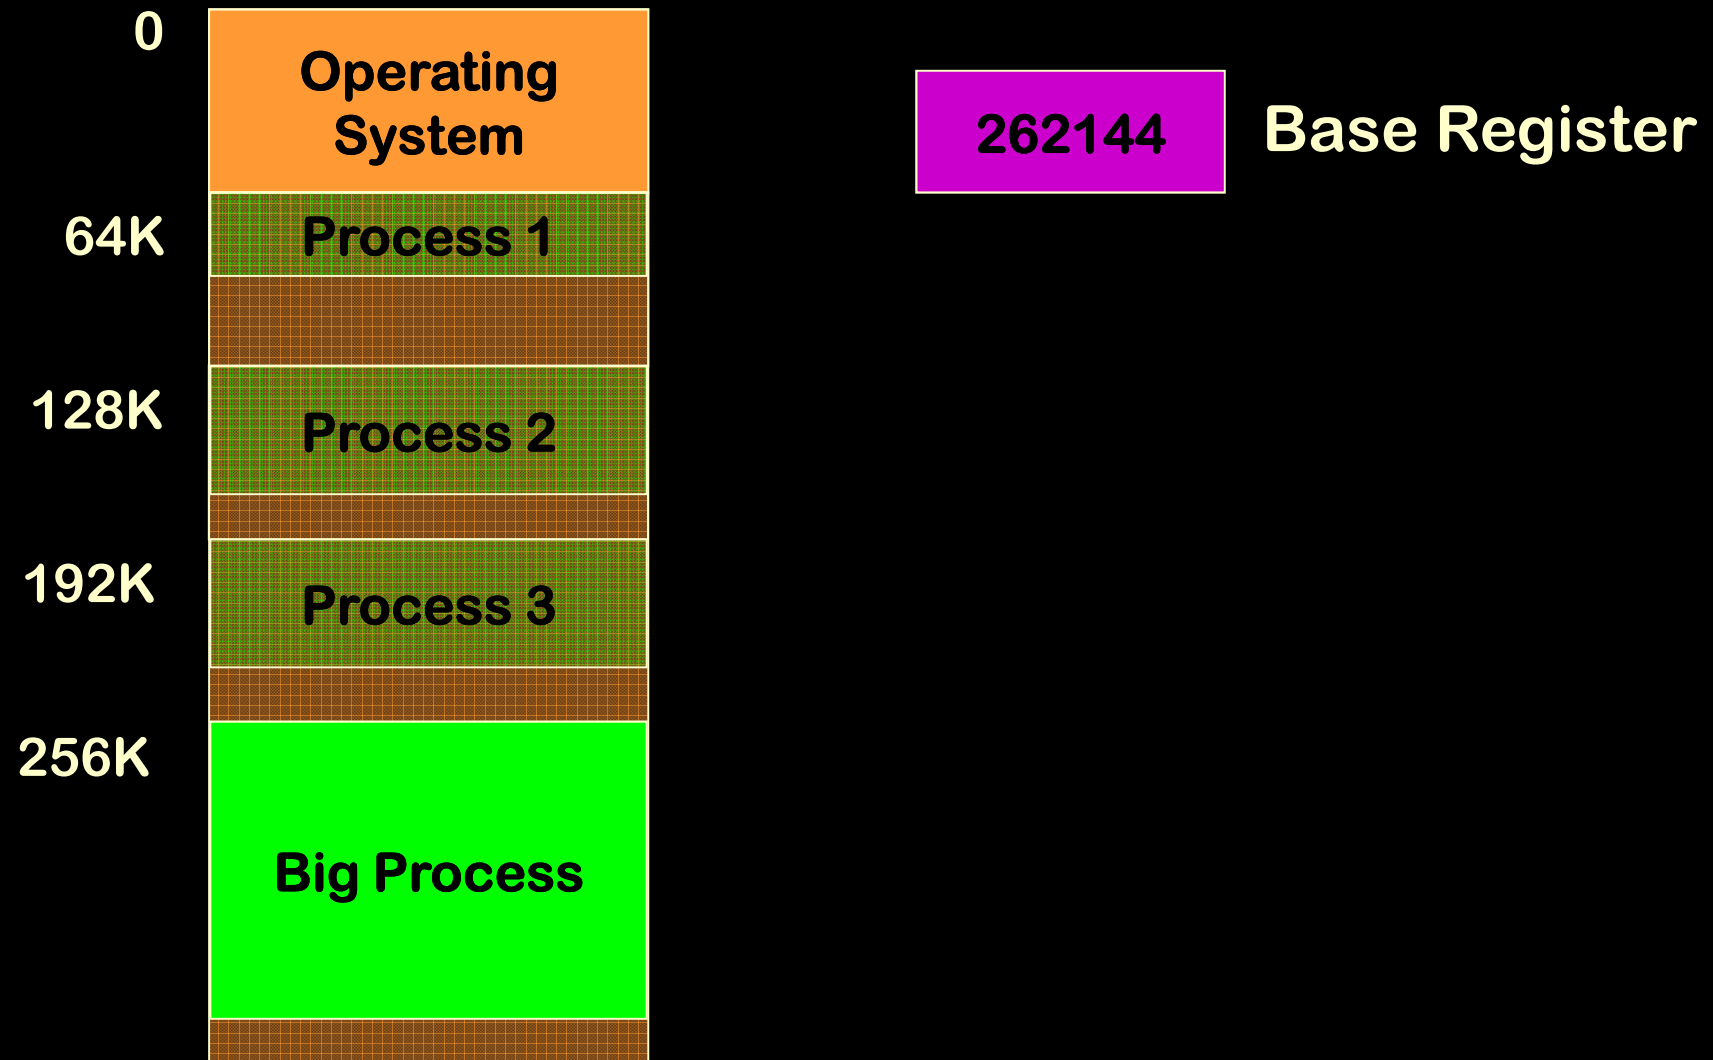 0
Operating
System
262144
Base Register
64K
Process 1
128K
Process 2
192K
Process 3
256K
Big Process